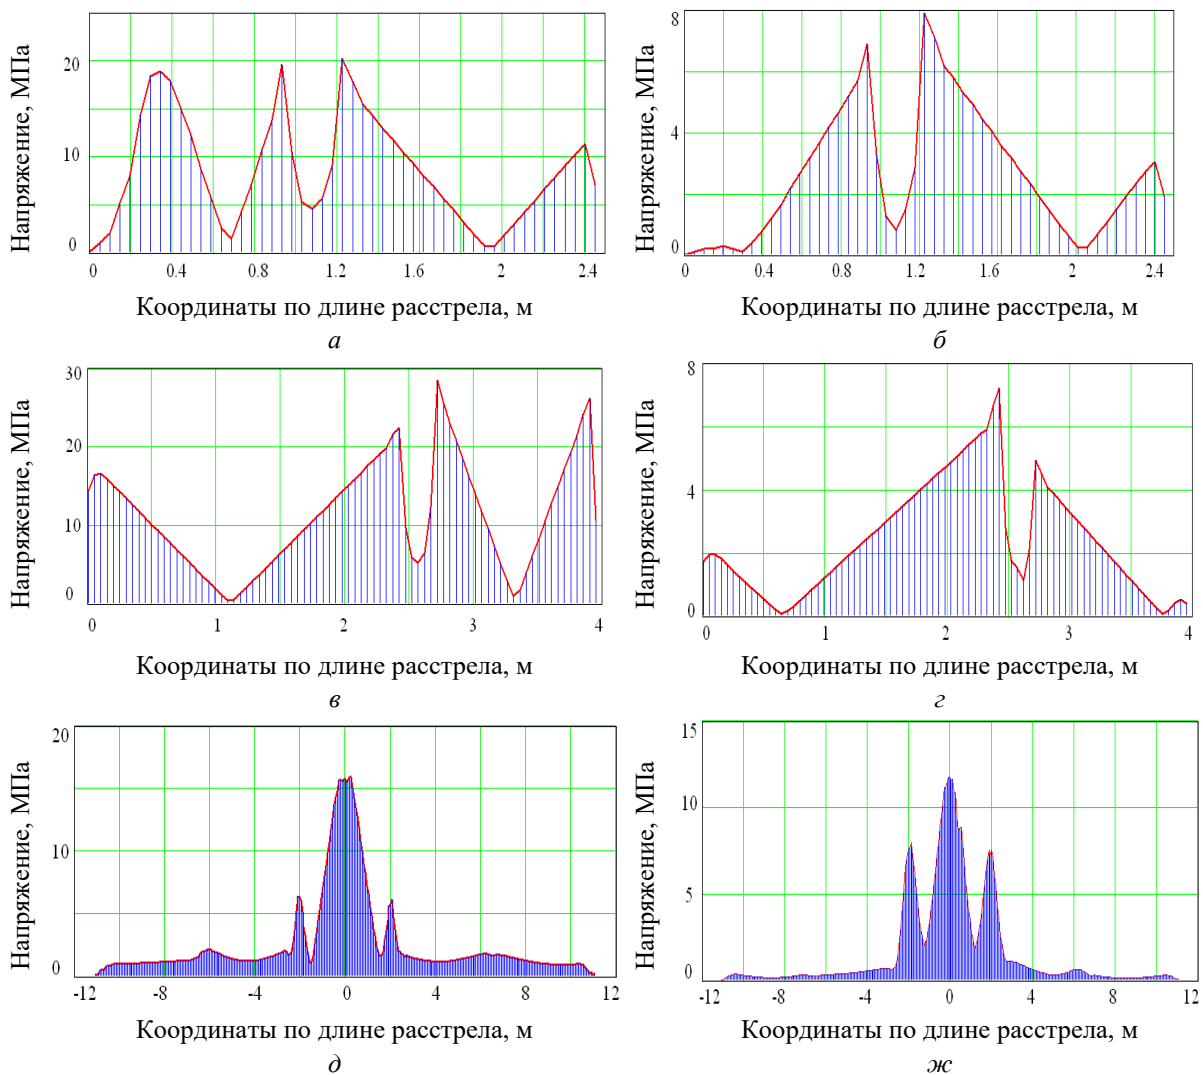 Напряжение, МПа
20
10
0
0 0.4 0.8 1.2 1.6 2 2.4
Координаты по длине расстрела, м
а
Напряжение, МПа
8
4
0
0 0.4 0.8 1.2 1.6 2 2.4
Координаты по длине расстрела, м
б
Напряжение, МПа
30
20
10
0
0 1 2 3 4
Координаты по длине расстрела, м
в
Напряжение, МПа
8
4
0
0 1 2 3 4
Координаты по длине расстрела, м
г
Напряжение, МПа
20
10
0
-12 -8 -4 0 4 8 12
Координаты по длине расстрела, м
д
Напряжение, МПа
15
10
5
0
-12 -8 -4 0 4 8 12
Координаты по длине расстрела, м
ж